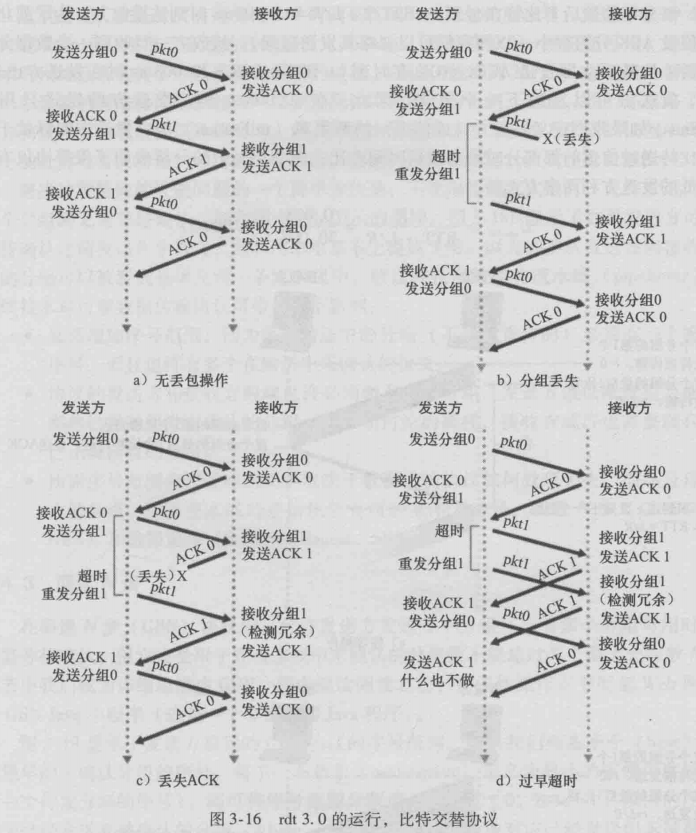 发送方
接收方
发送分组0
pkt0
接收分组0
发送ACK 0
ACK 0
接收ACK 0
发送分组1
pkt0
接收分组1
发送ACK 1
ACK 0
接收ACK 1
发送分组0
pkt0
接收分组0
发送ACK 0
ACK 0
a)无丢包操作
发送方
接收方
发送分组0
pkt0
接收分组0
发送ACK 0
ACK 0
接收ACK 0
发送分组1
pkt1
X(丢失)
超时
重发分组1
pkt1
接收分组1
发送ACK 1
ACK 0
接收ACK 1
发送分组0
pkt0
接收分组0
发送ACK 0
ACK 0
b)分组丢失
发送方
接收方
发送分组0
pkt0
接收分组0
发送ACK 0
ACK 0
接收ACK 0
发送分组1
pkt0
接收分组1
发送ACK 1
ACK 0
(丢失)X
超时
重发分组1
pkt1
接收分组1
(检测冗余)
发送ACK 1
ACK 1
接收ACK 0
发送分组0
pkt0
接收分组0
发送ACK 0
ACK 0
c)丢失ACK
发送方
接收方
发送分组0
pkt0
接收分组0
发送ACK 0
ACK 0
接收ACK 0
发送分组1
pkt1
接收分组1
发送ACK 1
超时
重发分组1
pkt1
ACK 1
接收分组1
(检测冗余)
发送ACK 1
接收ACK 1
发送分组0
pkt0
ACK 1
接收分组0
发送ACK 0
发送ACK 1
什么也不做
ACK 0
d)过早超时
图3-16 rdt 3.0的运行，比特交替协议